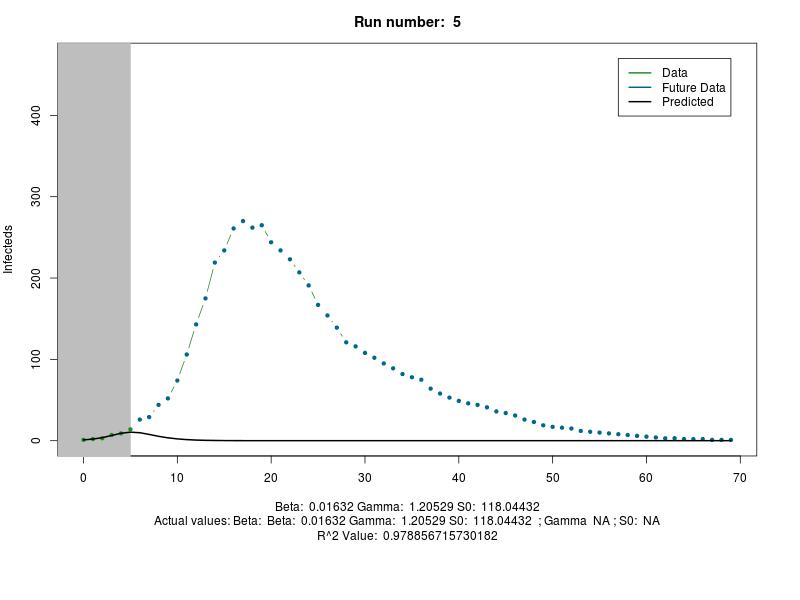 Run number: 5
Data
Future Data
Predicted
Infecteds
400
300
200
100
0
0 10 20 30 40 50 60 70
Beta: 0.01632 Gamma: 1.20529 S0: 118.04432
Actual values: Beta: Beta: 0.01632 Gamma: 1.20529 S0: 118.04432 ; Gamma NA ; S0: NA
R^2 Value: 0.978856715730182